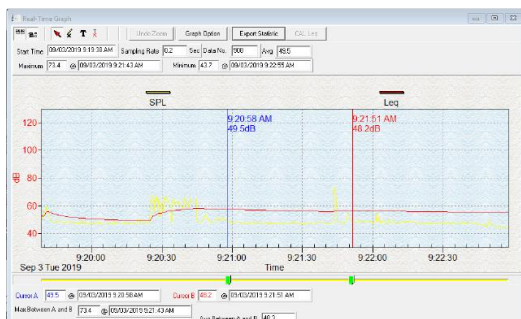 Real-Time Graph
Undo Zoom Graph Option Export Statistic CAL Leq
Start Time 09/03/2019 9:19:38 AM Sampling Rate 0.2 Sec Data No. 900 Avg 49.5
Maximum 73.4 @ 09/03/2019 9:21:43 AM Minimum 43.7 @ 09/03/2019 9:22:55 AM
SPL Leq
9:20:58 AM 9:21:51 AM
49.5dB 48.2dB
120
100
80
60
40
dB
9:20:00 9:20:30 9:21:00 9:21:30 9:22:00 9:22:30
Sep 3 Tue 2019 Time
Cursor A 49.5 @ 09/03/2019 9:20:58 AM Cursor B 48.2 @ 09/03/2019 9:21:51 AM
Max Between A and B 73.4 @ 09/03/2019 9:21:43 AM
Avg Between A and B 48.3